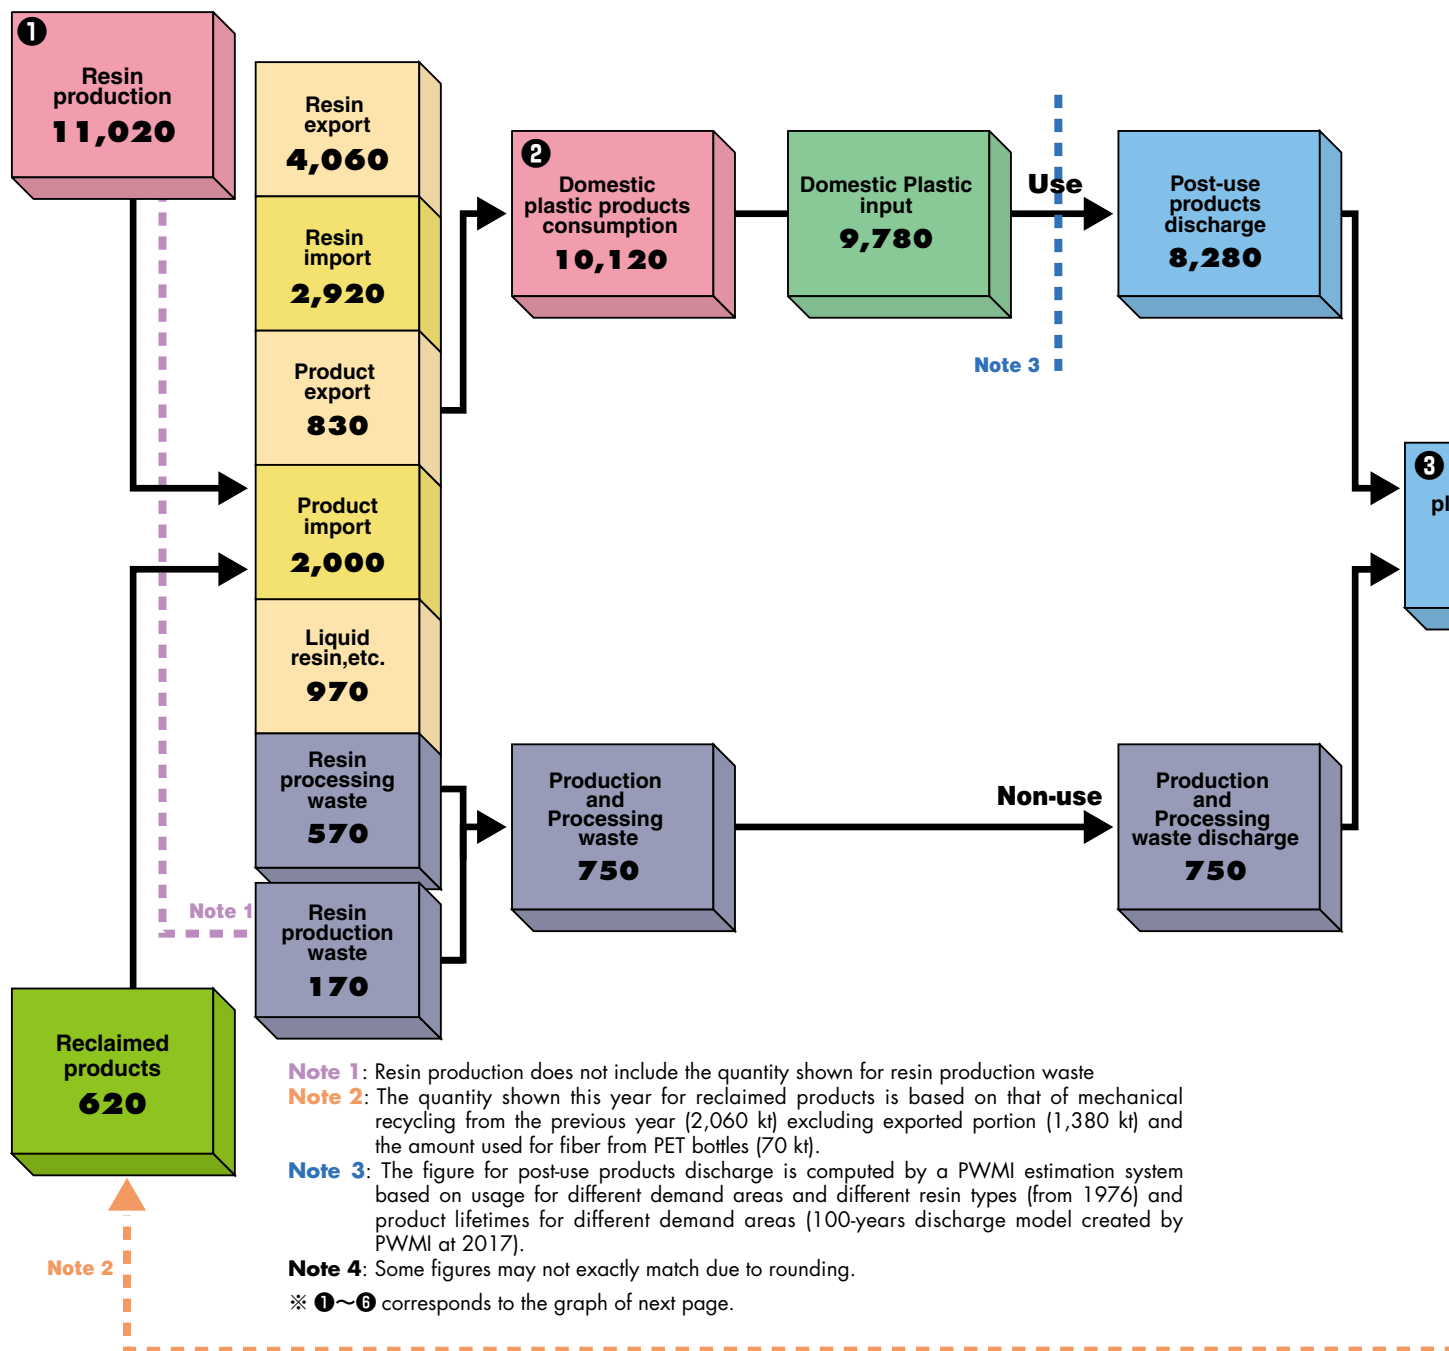 ❶
Resin
production
11,020
Resin
export
4,060
Resin
import
2,920
Product
export
830
Product
import
2,000
Liquid
resin,etc.
970
Resin
processing
waste
570
Resin
production
waste
170
Note 1
Reclaimed
products
620
Note 2
❷
Domestic
plastic products
consumption
10,120
Domestic Plastic
input
9,780
Use
Note 3
Post-use
products
discharge
8,280
❸
pl
Production
and
Processing
waste
750
Non-use
Production
and
Processing
waste discharge
750
Note 1: Resin production does not include the quantity shown for resin production waste
Note 2: The quantity shown this year for reclaimed products is based on that of mechanical
recycling from the previous year (2,060 kt) excluding exported portion (1,380 kt) and
the amount used for fiber from PET bottles (70 kt).
Note 3: The figure for post-use products discharge is computed by a PWMI estimation system
based on usage for different demand areas and different resin types (from 1976) and
product lifetimes for different demand areas (100-years discharge model created by
PWMI at 2017).
Note 4: Some figures may not exactly match due to rounding.
※ ❶〜❻ corresponds to the graph of next page.